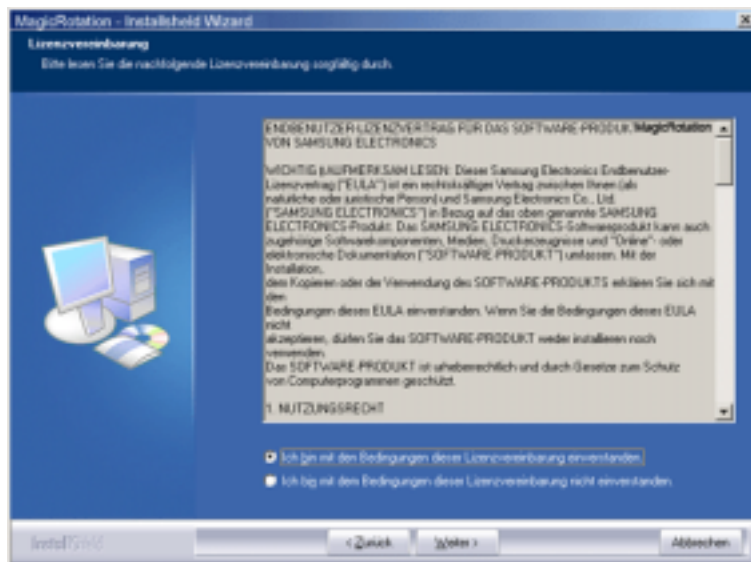 MagicRotation - InstallShield Wizard
Lizenzvereinbarung
Bitte lesen Sie die nachfolgende Lizenzvereinbarung sorgfältig durch.
ENDBENUTZER-LIZENZVERTRAG FÜR DAS SOFTWARE-PRODUK MagicRotation
VON SAMSUNG ELECTRONICS
WICHTIG AUFMERKSAM LESEN: Dieser Samsung Electronics Endbenutzer-
Lizenzvertrag ("EULA") ist ein rechtskräftiger Vertrag zwischen Ihnen (als
natürliche oder juristische Person) und Samsung Electronics Co., Ltd.
("SAMSUNG ELECTRONICS") in Bezug auf das oben genannte SAMSUNG
ELECTRONICS-Produkt. Das SAMSUNG ELECTRONICS-Softwareprodukt kann auch
zugehörige Softwarekomponenten, Medien, Druckerzeugnisse und "Online"- oder
elektronische Dokumentation ("SOFTWARE-PRODUKT") umfassen. Mit der
Installation,
dem Kopieren oder der Verwendung des SOFTWARE-PRODUKTS erklären Sie sich mit
den
Bedingungen dieses EULA einverstanden. Wenn Sie die Bedingungen dieses EULA
nicht
akzeptieren, dürfen Sie das SOFTWARE-PRODUKT weder installieren noch
verwenden.
Das SOFTWARE-PRODUKT ist urheberrechtlich und durch Gesetze zum Schutz
von Computerprogrammen geschützt.
1. NUTZUNGSRECHT
Ich bin mit den Bedingungen dieser Lizenzvereinbarung einverstanden.
Ich big mit dem Bedingungen dieser Lizenzvereinbarung nicht einverstanden.
InstallShield
< Zurück
Weiter >
Abbrechen